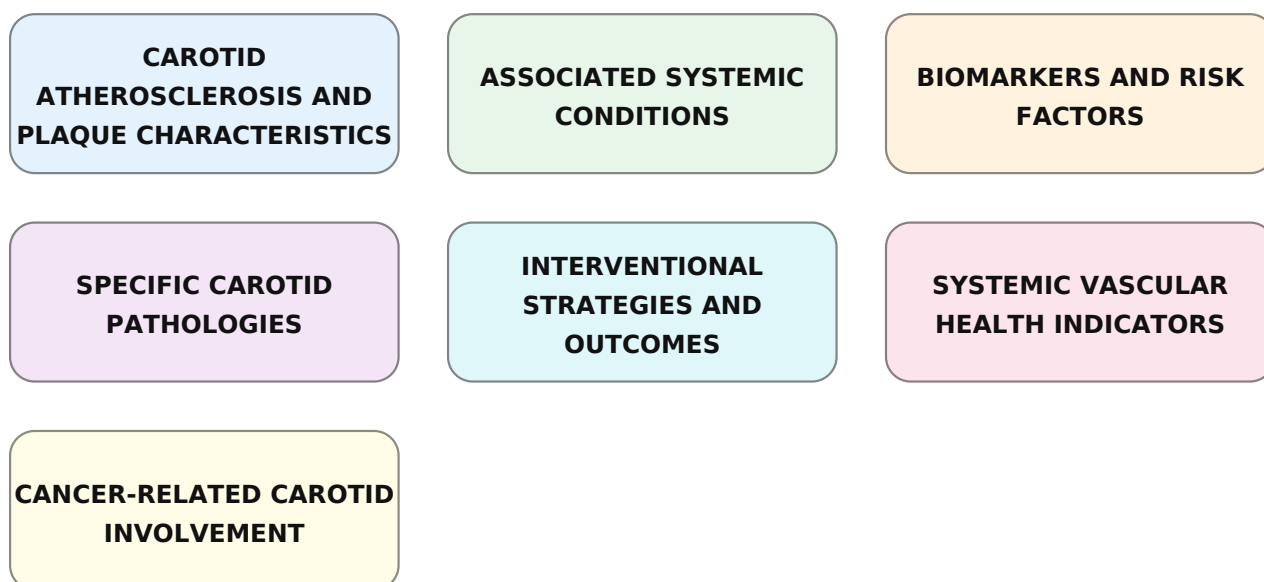 CAROTID
ATHEROSCLEROSIS AND
PLAQUE CHARACTERISTICS
ASSOCIATED SYSTEMIC
CONDITIONS
BIOMARKERS AND RISK
FACTORS
SPECIFIC CAROTID
PATHOLOGIES
INTERVENTIONAL
STRATEGIES AND
OUTCOMES
SYSTEMIC VASCULAR
HEALTH INDICATORS
CANCER-RELATED CAROTID
INVOLVEMENT